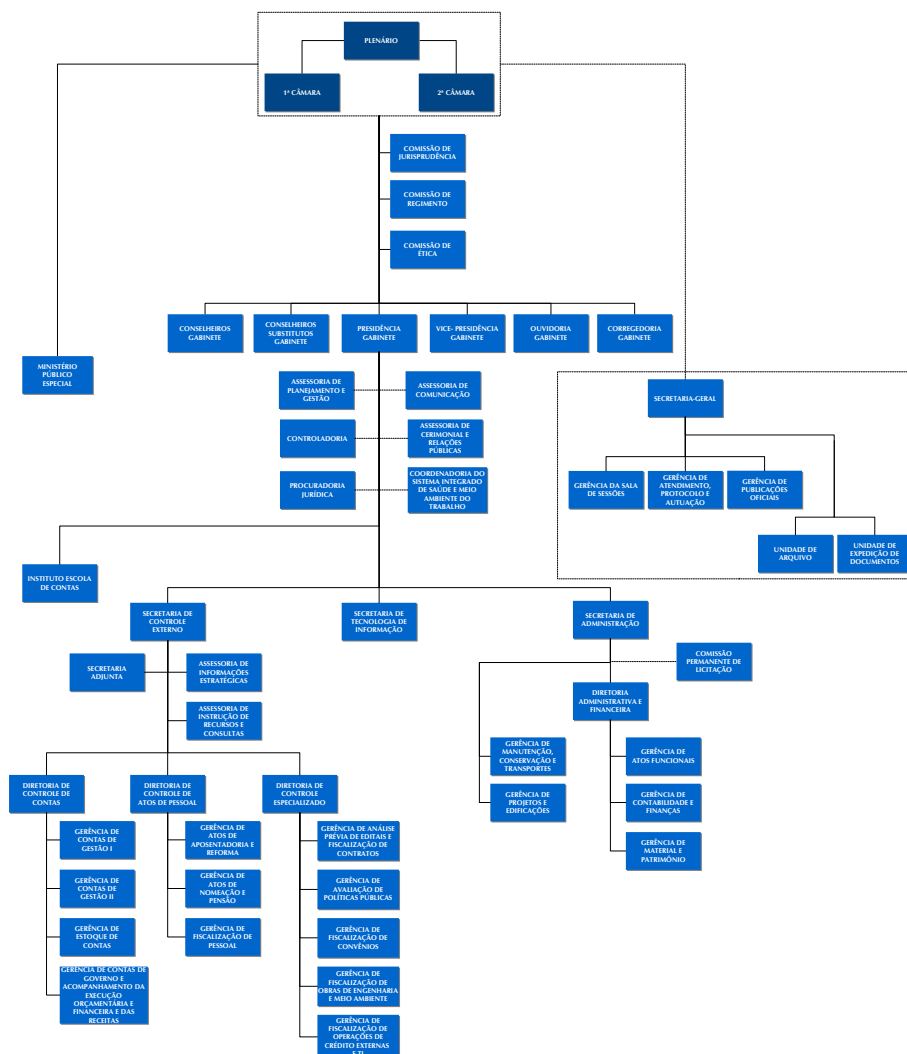 PLENÁRIO
1ª CÂMARA
2ª CÂMARA
COMISSÃO DE
JURISPRUDÊNCIA
COMISSÃO DE
REGIMENTO
COMISSÃO DE
ÉTICA
CONSELHEIROS
GABINETE
CONSELHEIROS
SUBSTITUTOS
GABINETE
PRESIDÊNCIA
GABINETE
VICE- PRESIDÊNCIA
GABINETE
OUVIDORIA
GABINETE
CORREGEDORIA
GABINETE
MINISTÉRIO
PÚBLICO
ESPECIAL
ASSESSORIA DE
PLANEJAMENTO E
GESTÃO
ASSESSORIA DE
COMUNICAÇÃO
SECRETARIA-GERAL
CONTROLADORIA
ASSESSORIA DE
CERIMONIAL E
RELAÇÕES
PÚBLICAS
PROCURADORIA
JURÍDICA
COORDENADORIA DO
SISTEMA INTEGRADO
DE SAÚDE E MEIO
AMBIENTE DO
TRABALHO
GERÊNCIA DA SALA
DE SESSÕES
GERÊNCIA DE
ATENDIMENTO,
PROTOCOLO E
AUTUAÇÃO
GERÊNCIA DE
PUBLICAÇÕES
OFICIAIS
UNIDADE DE
ARQUIVO
UNIDADE DE
EXPEDIÇÃO DE
DOCUMENTOS
INSTITUTO ESCOLA
DE CONTAS
SECRETARIA DE
CONTROLE
EXTERNO
SECRETARIA DE
TECNOLOGIA DE
INFORMAÇÃO
SECRETARIA DE
ADMINISTRAÇÃO
SECRETARIA
ADJUNTA
ASSESSORIA DE
INFORMAÇÕES
ESTRATÉGICAS
COMISSÃO
PERMANENTE DE
LICITAÇÃO
ASSESSORIA DE
INSTRUÇÃO DE
RECURSOS E
CONSULTAS
DIRETORIA
ADMINISTRATIVA E
FINANCEIRA
GERÊNCIA DE
MANUTENÇÃO,
CONSERVAÇÃO E
TRANSPORTES
GERÊNCIA DE
ATOS FUNCIONAIS
DIRETORIA DE
CONTROLE DE
CONTAS
DIRETORIA DE
CONTROLE DE
ATOS DE PESSOAL
DIRETORIA DE
CONTROLE
ESPECIALIZADO
GERÊNCIA DE
PROJETOS E
EDIFICAÇÕES
GERÊNCIA DE
CONTABILIDADE E
FINANÇAS
GERÊNCIA DE
CONTAS DE
GESTÃO I
GERÊNCIA DE
ATOS DE
APOSENTADORIA E
REFORMA
GERÊNCIA DE ANÁLISE
PRÉVIA DE EDITAIS E
FISCALIZAÇÃO DE
CONTRATOS
GERÊNCIA DE
MATERIAL E
PATRIMÔNIO
GERÊNCIA DE
CONTAS DE
GESTÃO II
GERÊNCIA DE
ATOS DE
NOMEAÇÃO E
PENSÃO
GERÊNCIA DE
AVALIAÇÃO DE
POLÍTICAS PÚBLICAS
GERÊNCIA DE
ESTOQUE DE
CONTAS
GERÊNCIA DE
FISCALIZAÇÃO DE
PESSOAL
GERÊNCIA DE
FISCALIZAÇÃO DE
CONVÊNIOS
GERENCIA DE CONTAS DE
GOVERNO E
ACOMPANHAMENTO DA
EXECUÇÃO
ORÇAMENTÁRIA E
FINANCEIRA E DAS
RECEITAS
GERÊNCIA DE
FISCALIZAÇÃO DE
OBRAS DE ENGENHARIA
E MEIO AMBIENTE
GERÊNCIA DE
FISCALIZAÇÃO DE
OPERAÇÕES DE
CRÉDITO EXTERNAS
E TI